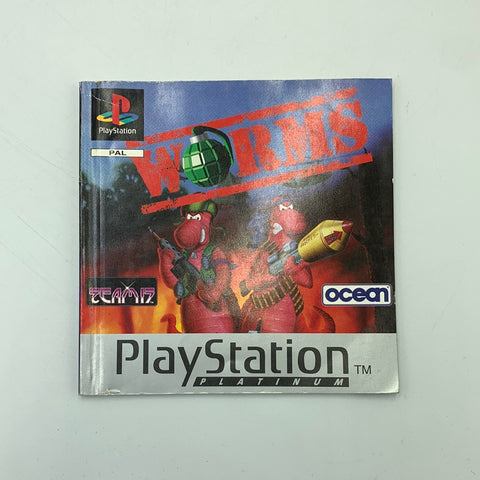 PlayStation
PAL
WORMS
TEAM17
ocean
PlayStation TM
PLATINUM